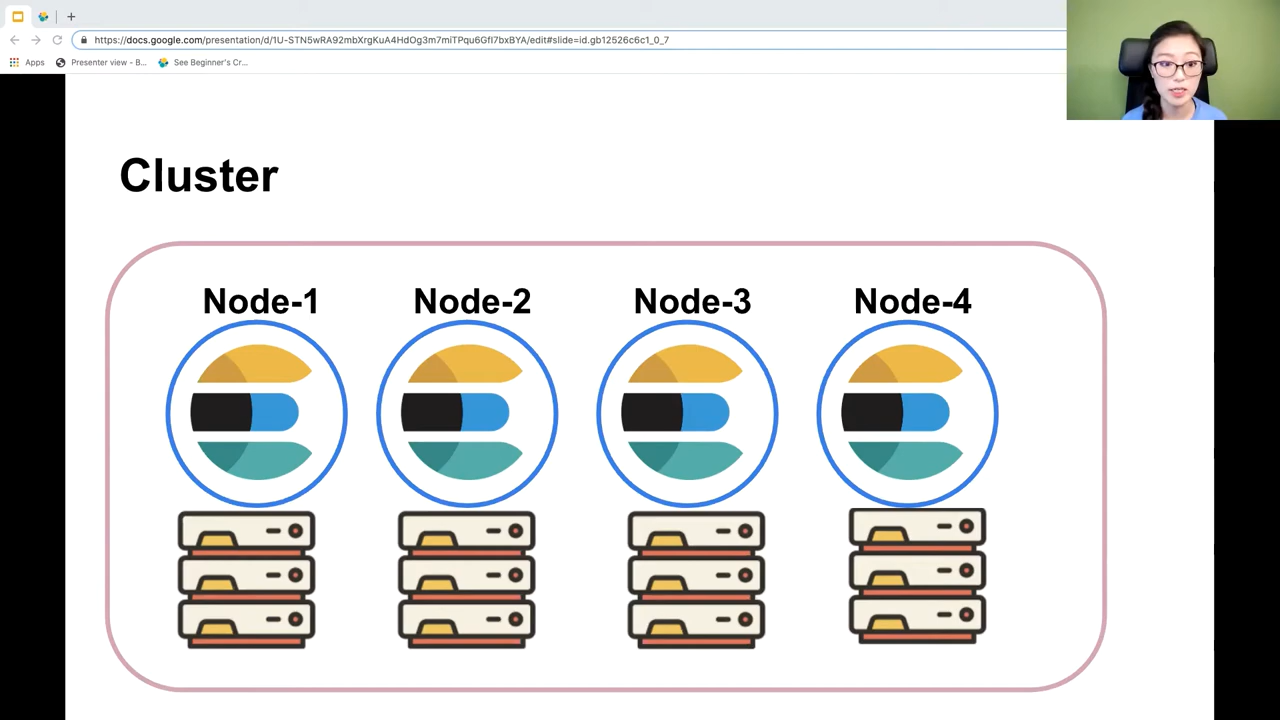 https://docs.google.com/presentation/d/1U-STN5wRA92mbXrgKuA4HdOg3m7miTPqu6GfI7bxBYA/edit#slide=id.gb12526c6c1_0_7
Apps Presenter view - B... See Beginner's Cr...
Cluster
Node-1 Node-2 Node-3 Node-4